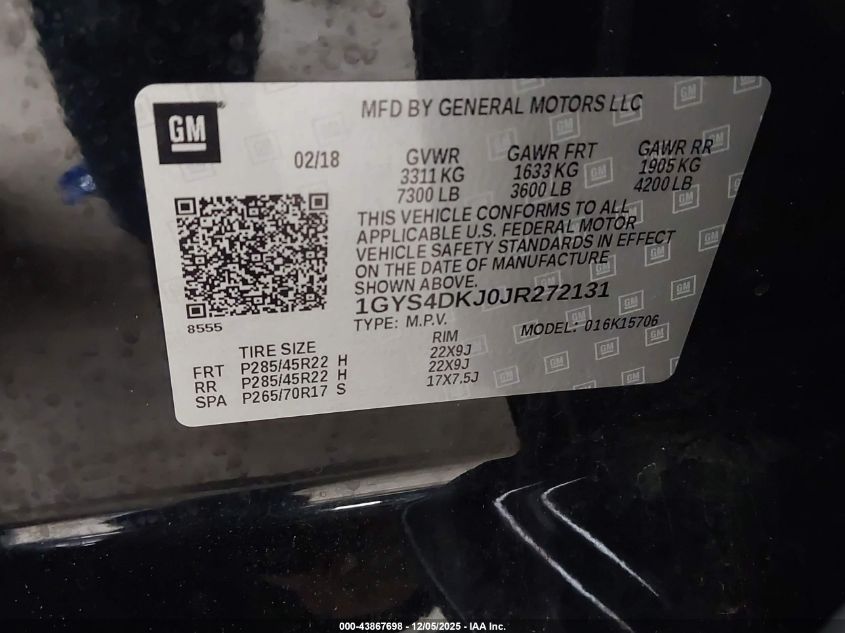 GM
MFD BY GENERAL MOTORS LLC
02/18
GVWR GAWR FRT GAWR RR
3311 KG 1633 KG 1905 KG
7300 LB 3600 LB 4200 LB
THIS VEHICLE CONFORMS TO ALL
APPLICABLE U.S. FEDERAL MOTOR
VEHICLE SAFETY STANDARDS IN EFFECT
ON THE DATE OF MANUFACTURE
SHOWN ABOVE.
1GYS4DKJ0JR272131
8555
TYPE: M.P.V. MODEL: 016K15706
TIRE SIZE RIM
FRT P285/45R22 H 22X9J
RR P285/45R22 H 22X9J
SPA P265/70R17 S 17X7.5J
000-43867698 - 12/05/2025 - IAA Inc.